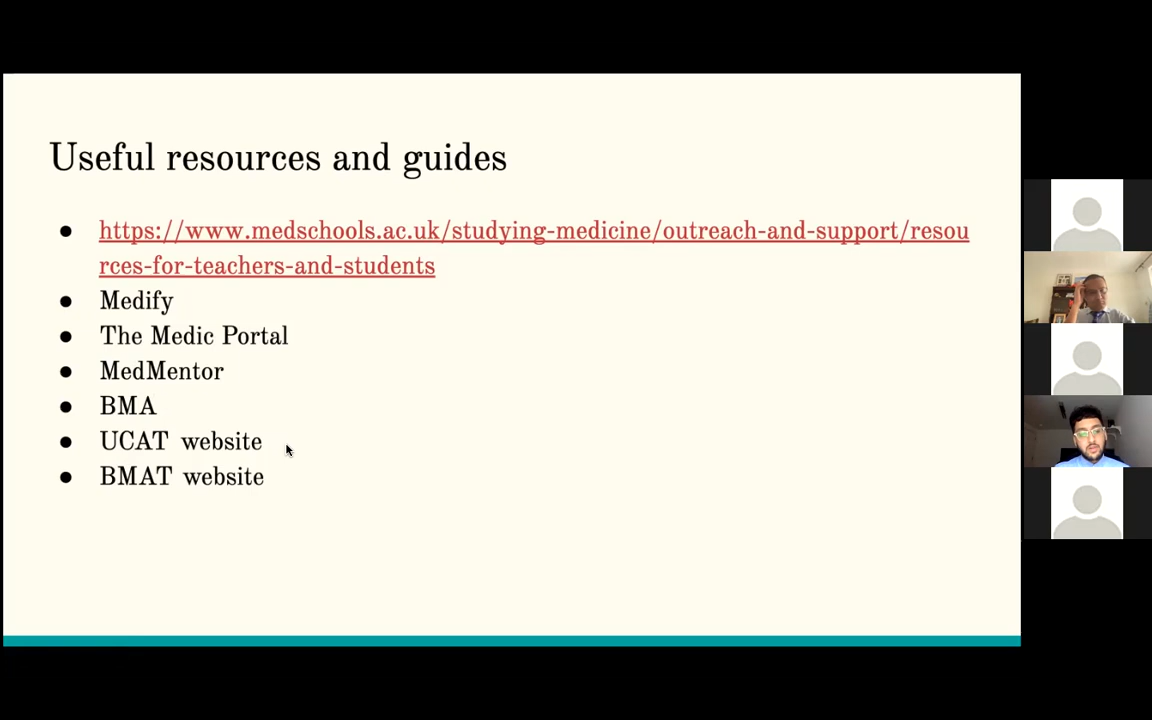 Useful resources and guides
https://www.medschools.ac.uk/studying-medicine/outreach-and-support/resou
rces-for-teachers-and-students
Medify
The Medic Portal
MedMentor
BMA
UCAT website
BMAT website